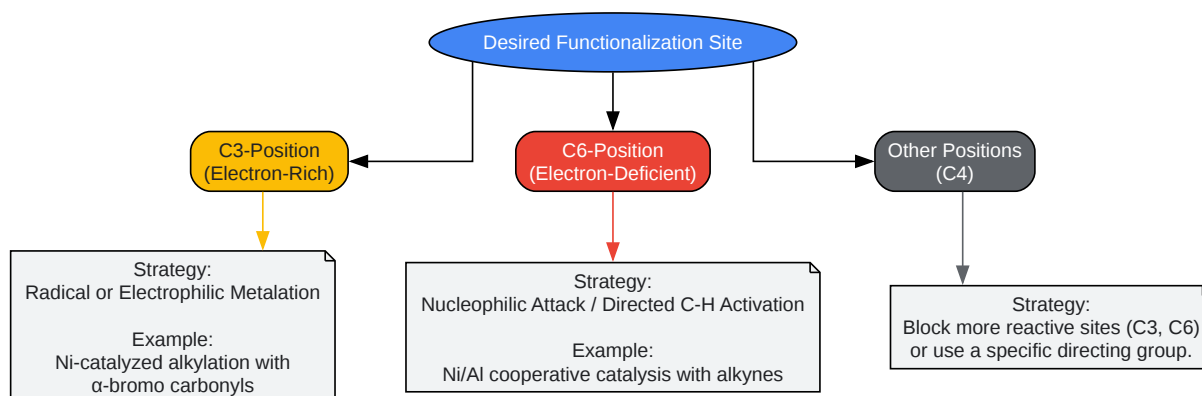 Desired Functionalization Site
C3-Position
(Electron-Rich)
C6-Position
(Electron-Deficient)
Other Positions
(C4)
Strategy:
Radical or Electrophilic Metalation
Example:
Ni-catalyzed alkylation with
α-bromo carbonyls
Strategy:
Nucleophilic Attack / Directed C-H Activation
Example:
Ni/Al cooperative catalysis with alkynes
Strategy:
Block more reactive sites (C3, C6)
or use a specific directing group.